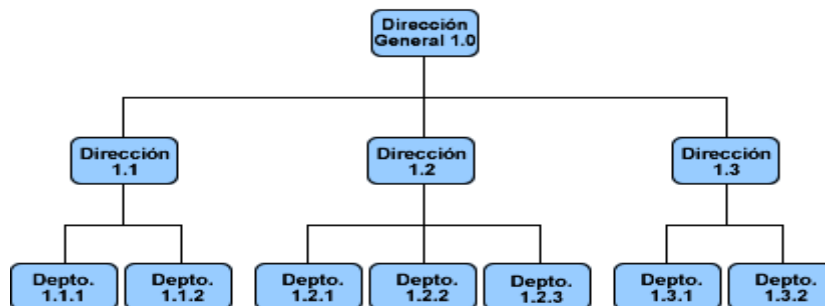 Dirección
General 1.0
Dirección
1.1
Dirección
1.2
Dirección
1.3
Depto.
1.1.1
Depto.
1.1.2
Depto.
1.2.1
Depto.
1.2.2
Depto.
1.2.3
Depto.
1.3.1
Depto.
1.3.2